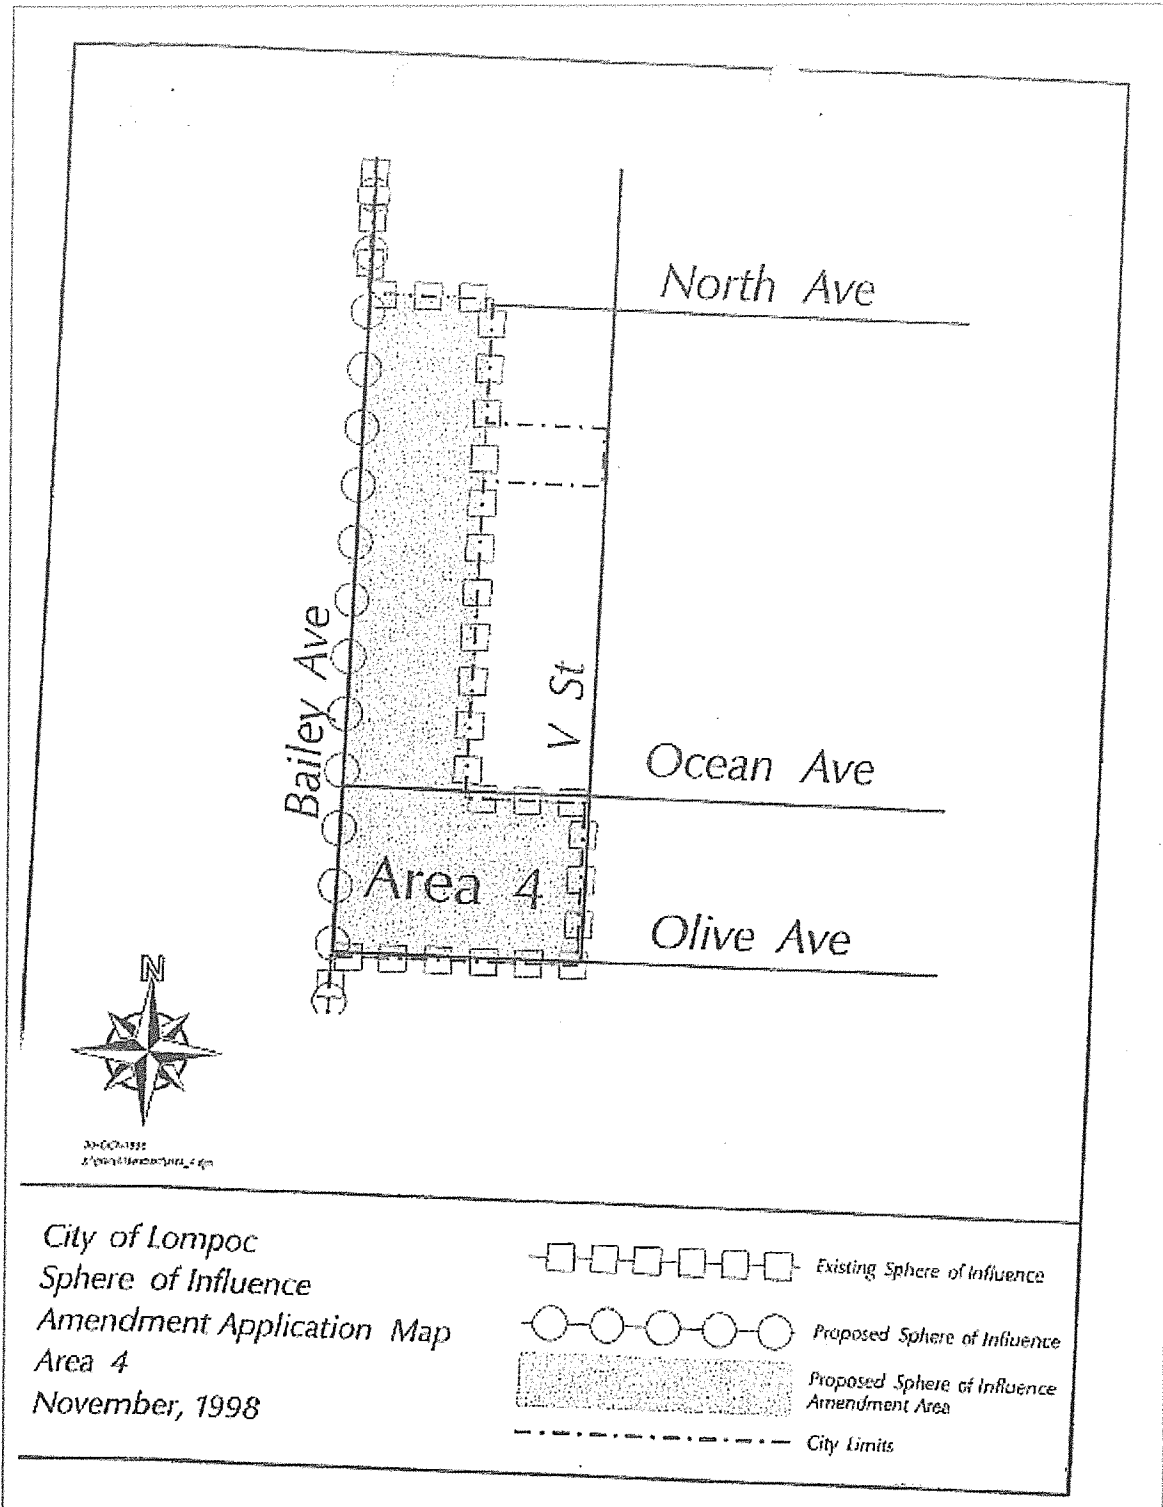 North Ave
Bailey Ave
V St
Ocean Ave
Area 4
Olive Ave
N
City of Lompoc
Sphere of Influence
Amendment Application Map
Area 4
November, 1998
Existing Sphere of Influence
Proposed Sphere of Influence
Proposed Sphere of Influence
Amendment Area
City Limits